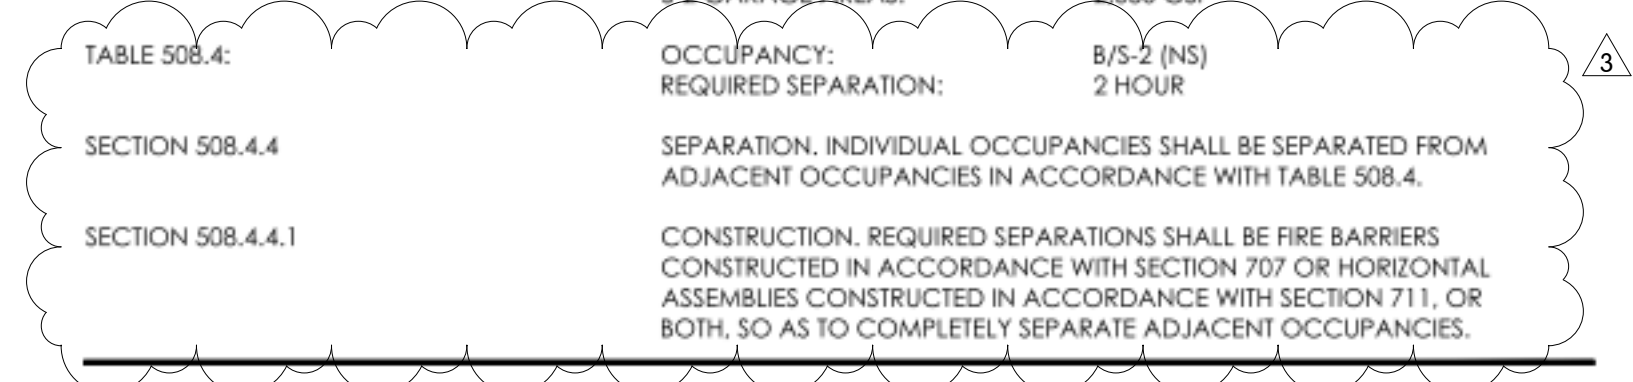 TABLE 508.4: OCCUPANCY: B/S-2 (NS)
REQUIRED SEPARATION: 2 HOUR
SECTION 508.4.4 SEPARATION. INDIVIDUAL OCCUPANCIES SHALL BE SEPARATED FROM
ADJACENT OCCUPANCIES IN ACCORDANCE WITH TABLE 508.4.
SECTION 508.4.4.1 CONSTRUCTION. REQUIRED SEPARATIONS SHALL BE FIRE BARRIERS
CONSTRUCTED IN ACCORDANCE WITH SECTION 707 OR HORIZONTAL
ASSEMBLIES CONSTRUCTED IN ACCORDANCE WITH SECTION 711, OR
BOTH, SO AS TO COMPLETELY SEPARATE ADJACENT OCCUPANCIES.
3